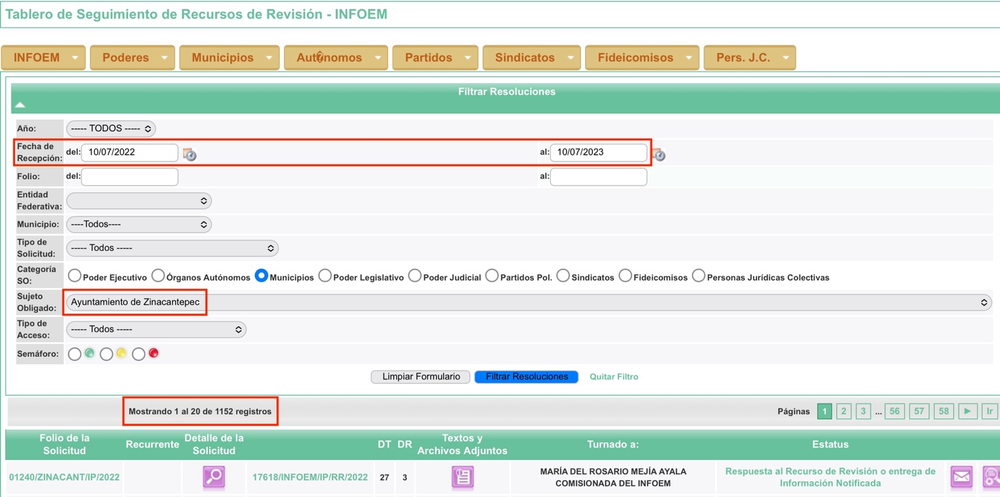 Tablero de Seguimiento de Recursos de Revisión - INFOEM
INFOEM Poderes Municipios Aut�nomos Partidos Sindicatos Fideicomisos Pers. J.C.
Filtrar Resoluciones
Año: ----- TODOS -----
Fecha de Recepción: del: 10/07/2022 al: 10/07/2023
Folio: del: al:
Entidad Federativa:
Municipio: ----Todos----
Tipo de Solicitud: ----- Todos -----
Categoría SO: Poder Ejecutivo Órganos Autónomos Municipios Poder Legislativo Poder Judicial Partidos Pol. Sindicatos Fideicomisos Personas Jurídicas Colectivas
Sujeto Obligado: Ayuntamiento de Zinacantepec
Tipo de Acceso: ----- Todos -----
Semáforo:
Limpiar Formulario Filtrar Resoluciones Quitar Filtro
Mostrando 1 al 20 de 1152 registros Páginas 1 2 3 ... 56 57 58 Ir
Folio de la Solicitud Recurrente Detalle de la Solicitud DT DR Textos y Archivos Adjuntos Turnado a: Estatus
01240/ZINACANT/IP/2022 17618/INFOEM/IP/RR/2022 27 3 MARÍA DEL ROSARIO MEJÍA AYALA COMISIONADA DEL INFOEM Respuesta al Recurso de Revisión o entrega de Información Notificada